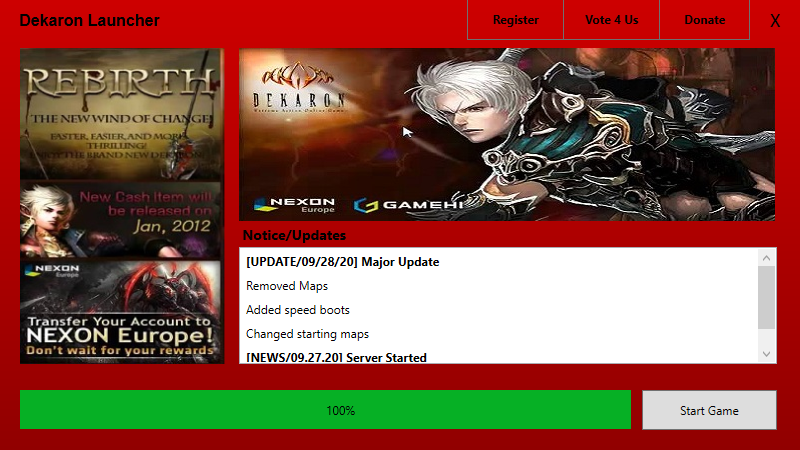 Dekaron Launcher
Register
Vote 4 Us
Donate
X
REBIRTH
THE NEW WIND OF CHANGE!
FASTER, EASIER, AND MORE
THRILLING!
THE BRAND NEW DEKARON
New Cash Item will
be released on
Jan, 2012
NEXON
Europe
Transfer Your Account to
NEXON Europe!
Don't wait for your rewards
DEKARON
Extreme Action Online Game
NEXON
Europe
GAMEHI
Notice/Updates
[UPDATE/09/28/20] Major Update
Removed Maps
Added speed boots
Changed starting maps
[NEWS/09.27.20] Server Started
100%
Start Game